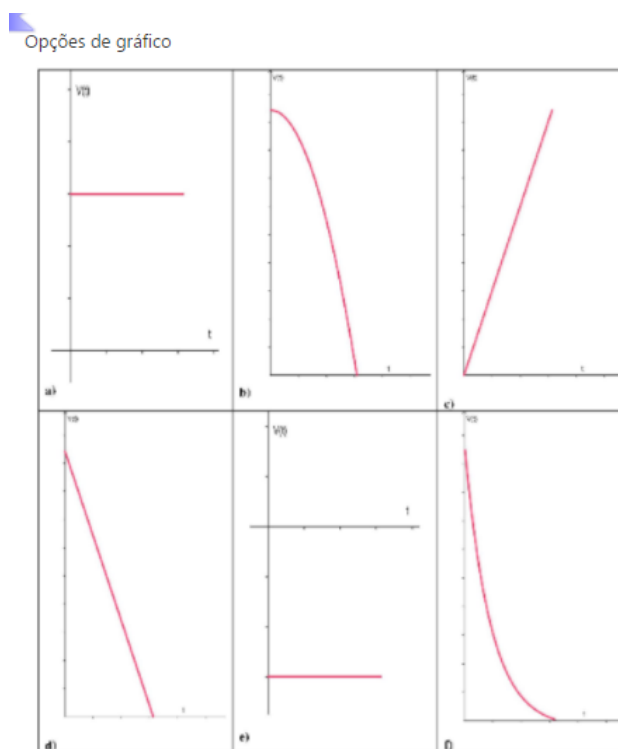 Opções de gráfico
V(t)
V(t)
V(t)
t
t
t
a)
b)
c)
V(t)
V(t)
V(t)
t
t
t
d)
e)
f)